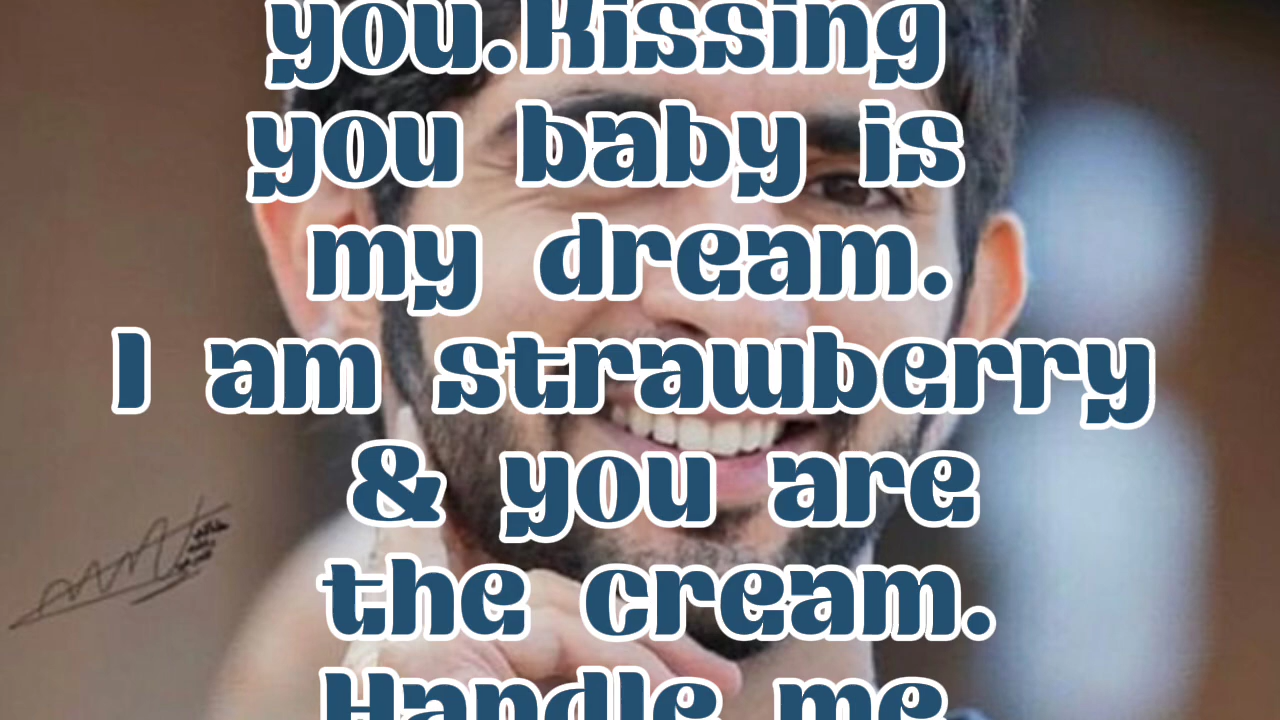 you.Kissing
you baby is
my dream.
I am strawberry
& you are
the cream.
Handle me